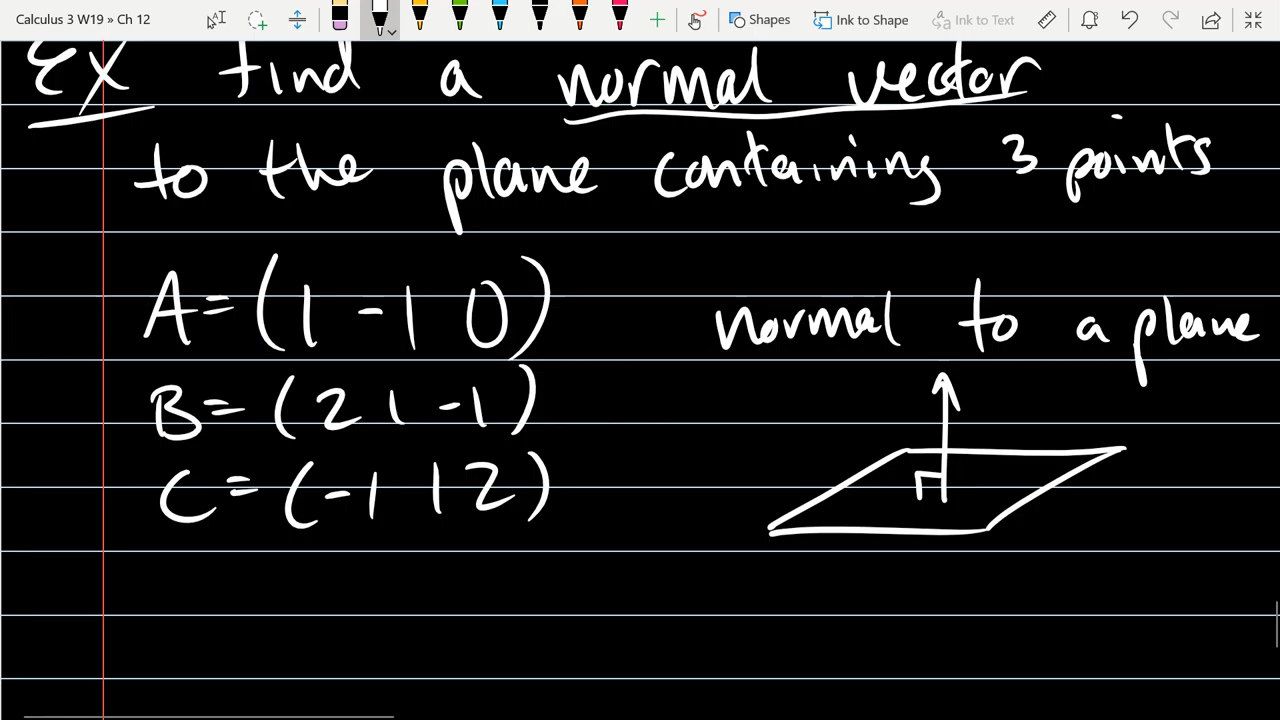 Calculus 3 W19 » Ch 12
Shapes
Ink to Shape
Ink to Text
Ex find a normal vector
to the plane containing 3 points
A = (1 -1 0)
normal to a plane
B = (2 1 -1)
C = (-1 1 2)